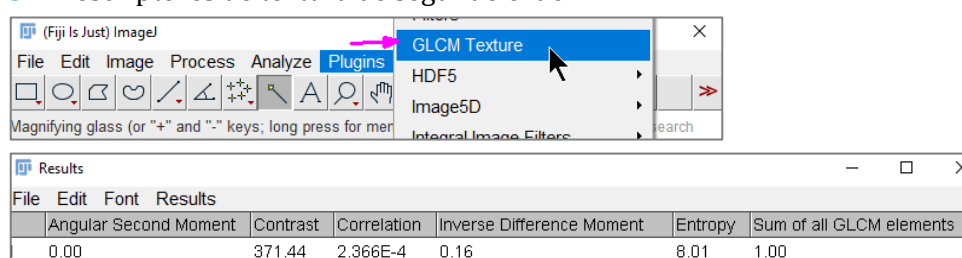 (Fiji Is Just) ImageJ
GLCM Texture
File Edit Image Process Analyze Plugins
HDF5
Image5D
Magnifying glass (or "+" and "-" keys; long press for mer
Integral Image Filters
earch
Results
File Edit Font Results
Angular Second Moment Contrast Correlation Inverse Difference Moment Entropy Sum of all GLCM elements
0.00 371.44 2.366E-4 0.16 8.01 1.00